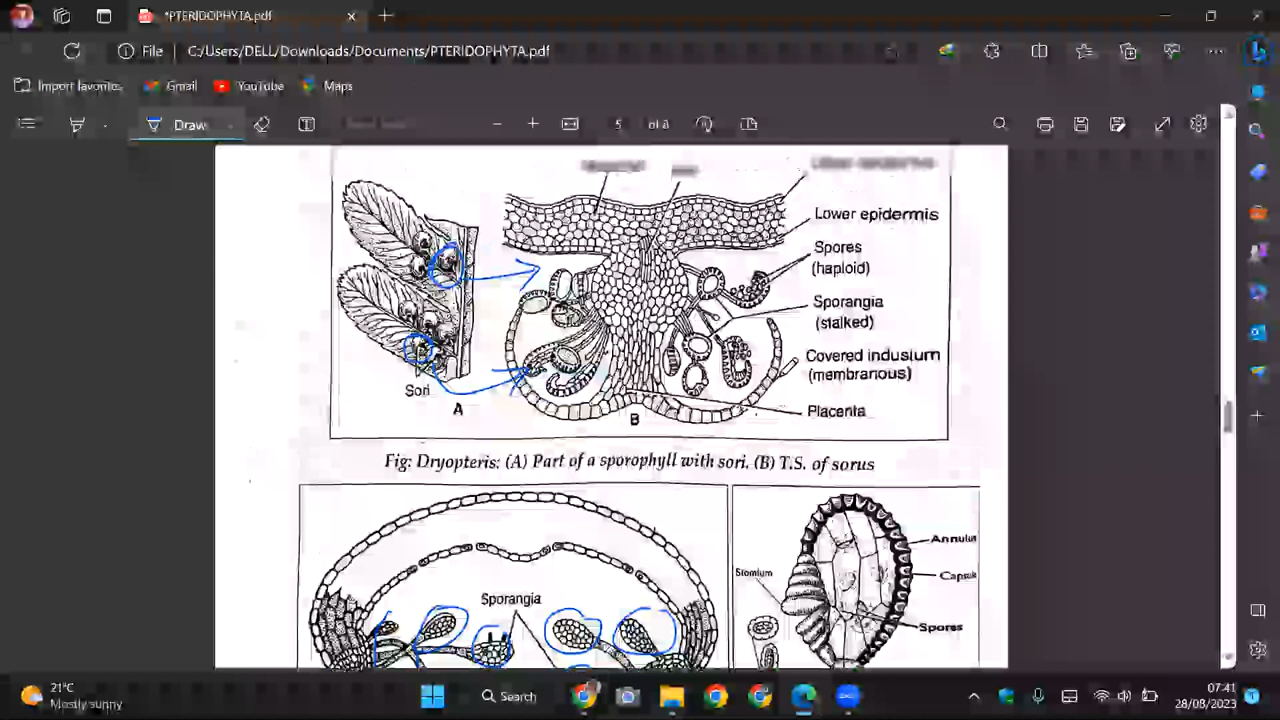 *PTERIDOPHYTA.pdf
File
C:/Users/DELL/Downloads/Documents/PTERIDOPHYTA.pdf
Import favorites
Gmail
YouTube
Maps
Draw
5 of 8
Lower epidermis
Spores
(haploid)
Sporangia
(stalked)
Covered indusium
(membranous)
Placenta
Sori
A
B
Fig: Dryopteris: (A) Part of a sporophyll with sori. (B) T.S. of sorus
Sporangia
Annulus
Stomium
Capsu
Spores
21°C
Mostly sunny
Search
07:41
28/08/2023